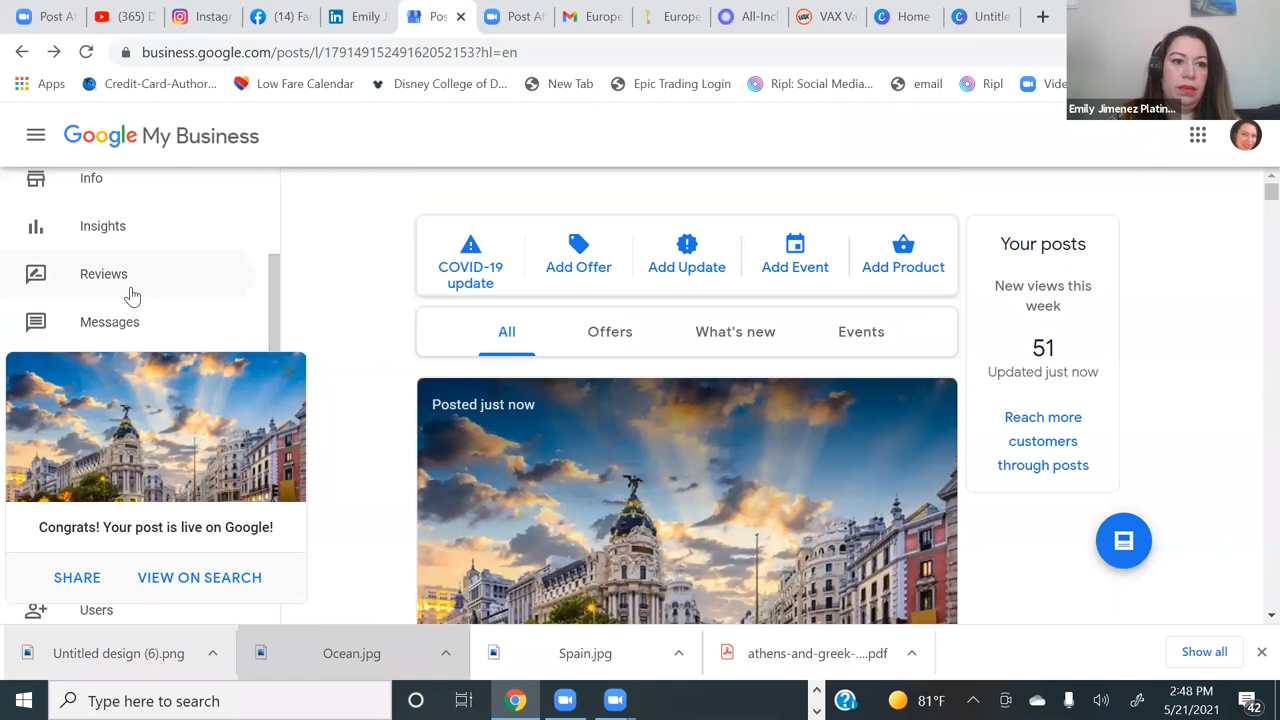 Post A
(365)
Instag
(14) Fa
Emily J
Pos
Post A
Europe
Europe
All-Incl
VAX Va
Home
Untitle
business.google.com/posts/l/17914915249162052153?hl=en
Apps
Credit-Card-Author...
Low Fare Calendar
Disney College of D...
New Tab
Epic Trading Login
Ripl: Social Media...
email
Ripl
Vide
Emily Jimenez Platin...
Google My Business
Info
Insights
Reviews
Messages
Congrats! Your post is live on Google!
SHARE
VIEW ON SEARCH
Users
COVID-19
update
Add Offer
Add Update
Add Event
Add Product
All
Offers
What's new
Events
Posted just now
Your posts
New views this
week
51
Updated just now
Reach more
customers
through posts
Untitled design (6).png
Ocean.jpg
Spain.jpg
athens-and-greek-....pdf
Show all
Type here to search
81°F
2:48 PM
5/21/2021
42